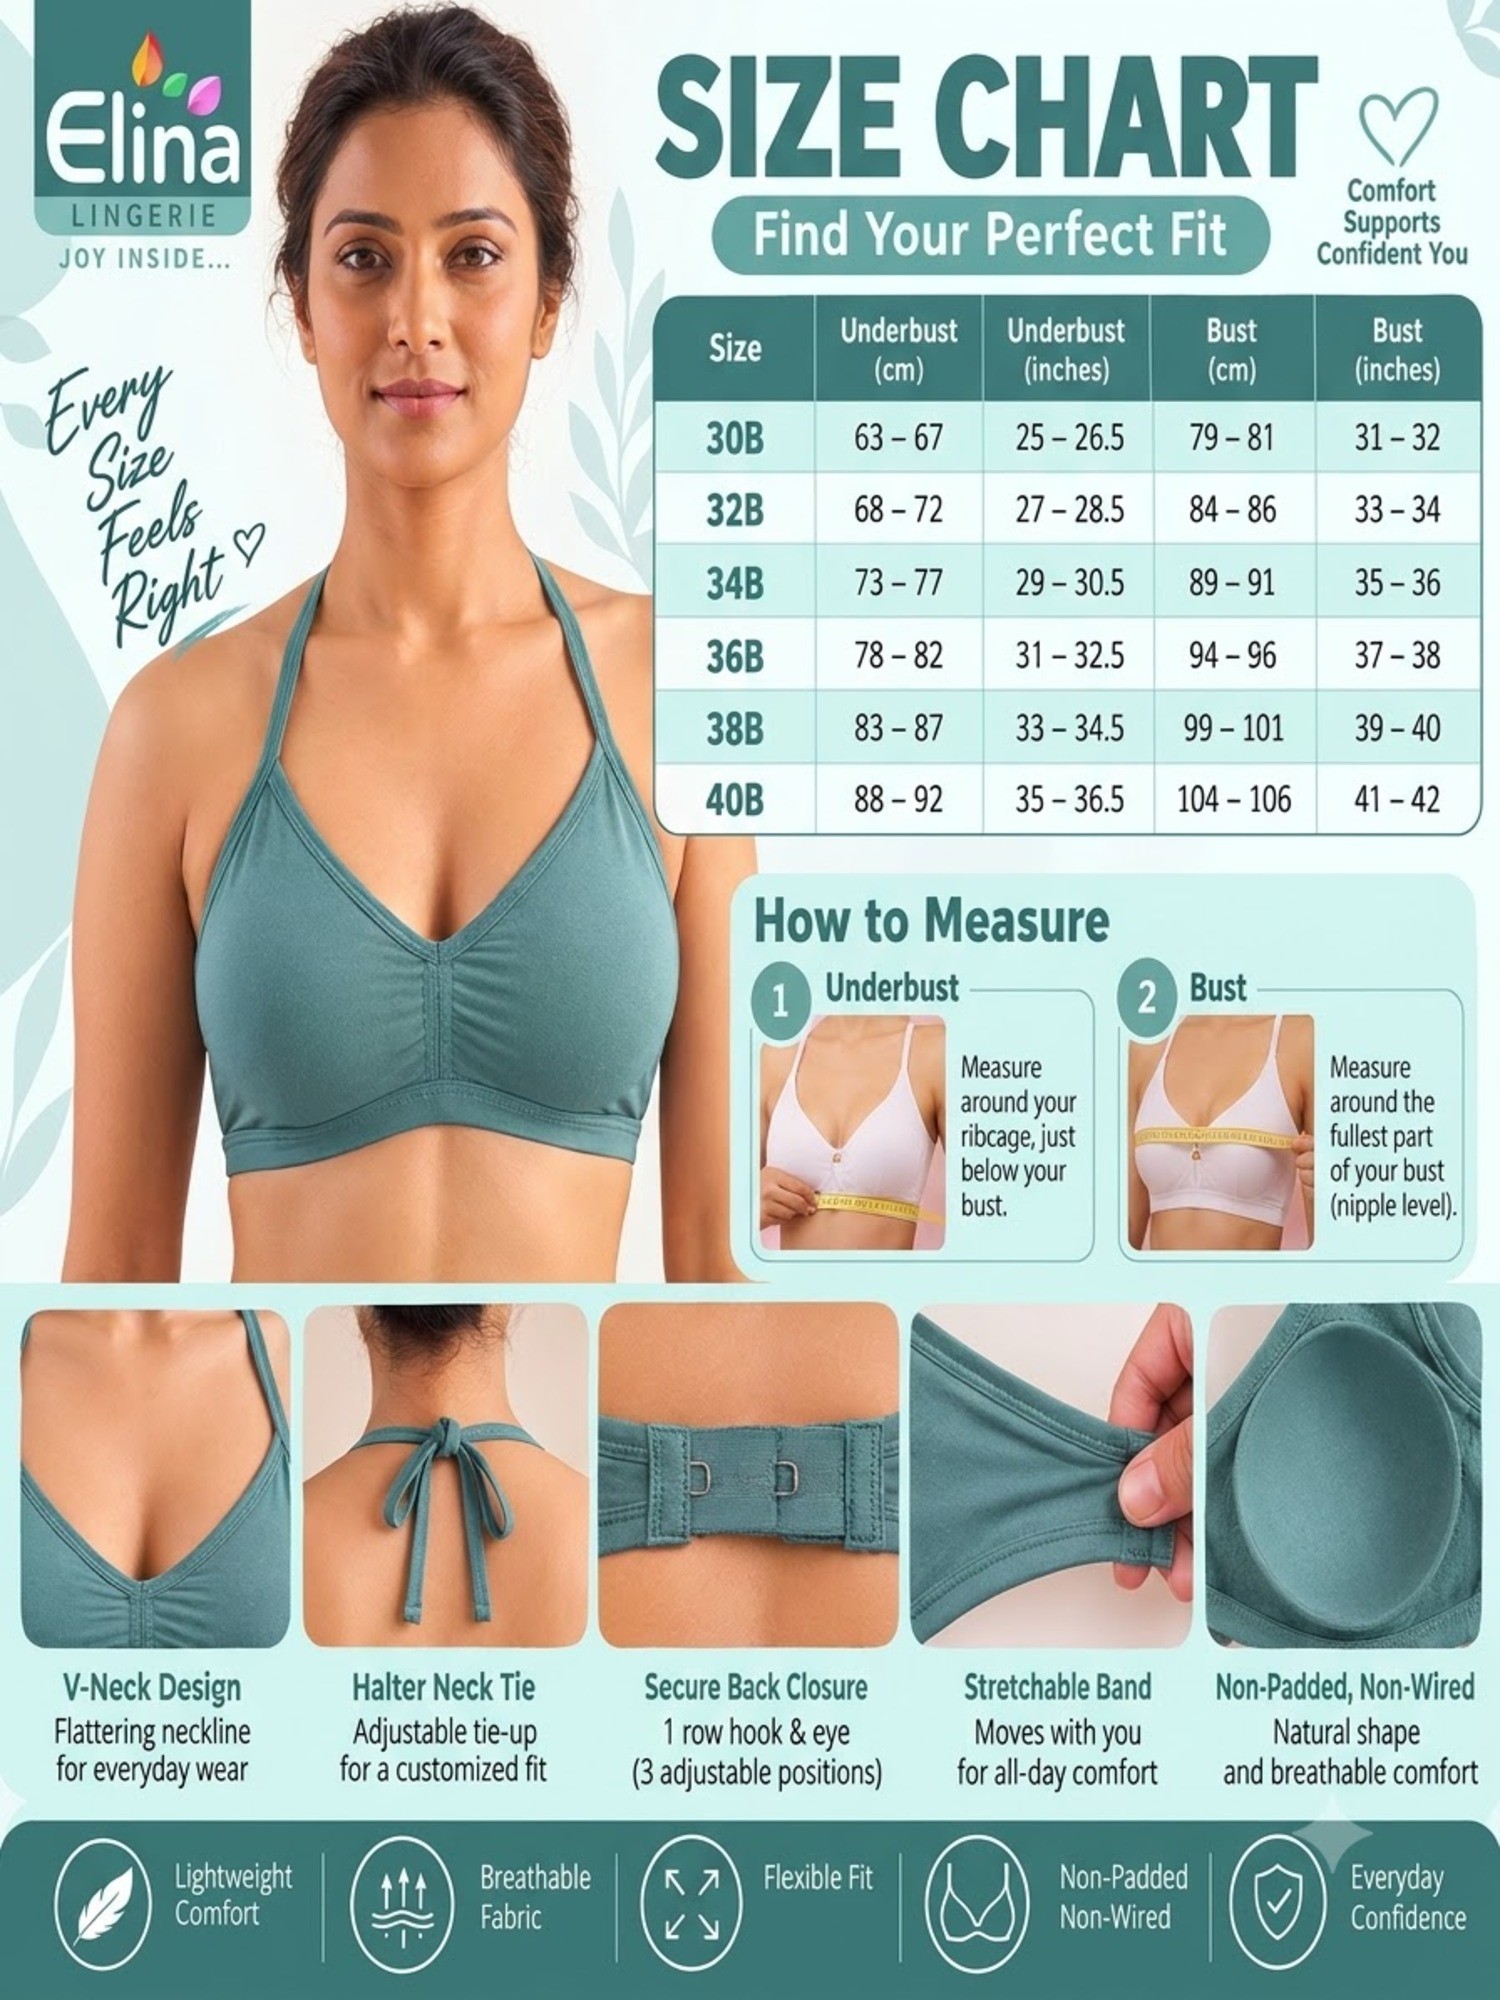 Elina
LINGERIE
JOY INSIDE...
Every
Size
Feels
Right
SIZE CHART
Find Your Perfect Fit
Comfort
Supports
Confident You
Size Underbust (cm) Underbust (inches) Bust (cm) Bust (inches)
30B 63 – 67 25 – 26.5 79 – 81 31 – 32
32B 68 – 72 27 – 28.5 84 – 86 33 – 34
34B 73 – 77 29 – 30.5 89 – 91 35 – 36
36B 78 – 82 31 – 32.5 94 – 96 37 – 38
38B 83 – 87 33 – 34.5 99 – 101 39 – 40
40B 88 – 92 35 – 36.5 104 – 106 41 – 42
How to Measure
1 Underbust
Measure
around your
ribcage, just
below your
bust.
2 Bust
Measure
around the
fullest part
of your bust
(nipple level).
V-Neck Design
Flattering neckline
for everyday wear
Halter Neck Tie
Adjustable tie-up
for a customized fit
Secure Back Closure
1 row hook & eye
(3 adjustable positions)
Stretchable Band
Moves with you
for all-day comfort
Non-Padded, Non-Wired
Natural shape
and breathable comfort
Lightweight
Comfort
Breathable
Fabric
Flexible Fit
Non-Padded
Non-Wired
Everyday
Confidence